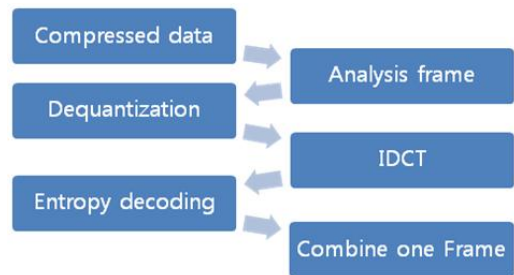 Compressed data
Analysis frame
Dequantization
IDCT
Entropy decoding
Combine one Frame